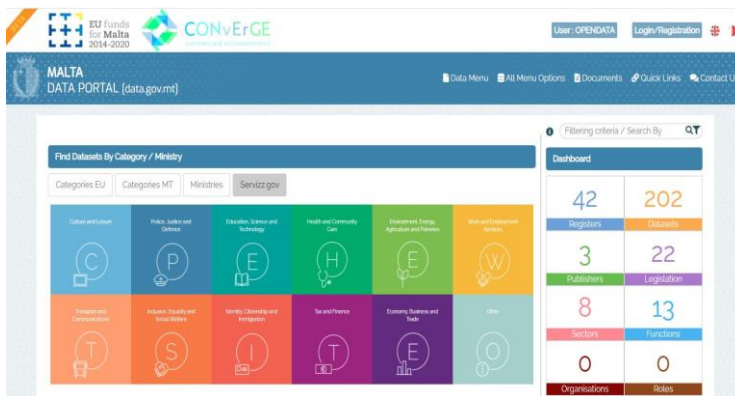 BETA
EU funds
for Malta
2014-2020
CONvErGE
connected eGovernment
User: OPENDATA
Login/Registration
MALTA
DATA PORTAL (data.gov.mt)
Data Menu
All Menu Options
Documents
Quick Links
Contact U
Filtering criteria / Search By
Find Datasets By Category / Ministry
Dashboard
Categories EU
Categories MT
Ministries
Servizz.gov
Culture and Leisure
Police, Justice and
Defence
Education, Science and
Technology
Health and Community
Care
Environment, Energy,
Agriculture and Fisheries
Work and Employment
Services
C
P
E
H
E
W
Transport and
Communications
Inclusion, Equality and
Social Welfare
Identity, Citizenship and
Immigration
Tax and Finance
Economy, Business and
Trade
Other
T
S
I
T
E
O
42
Registers
202
Datasets
3
Publishers
22
Legislation
8
Sectors
13
Functions
0
Organisations
0
Roles